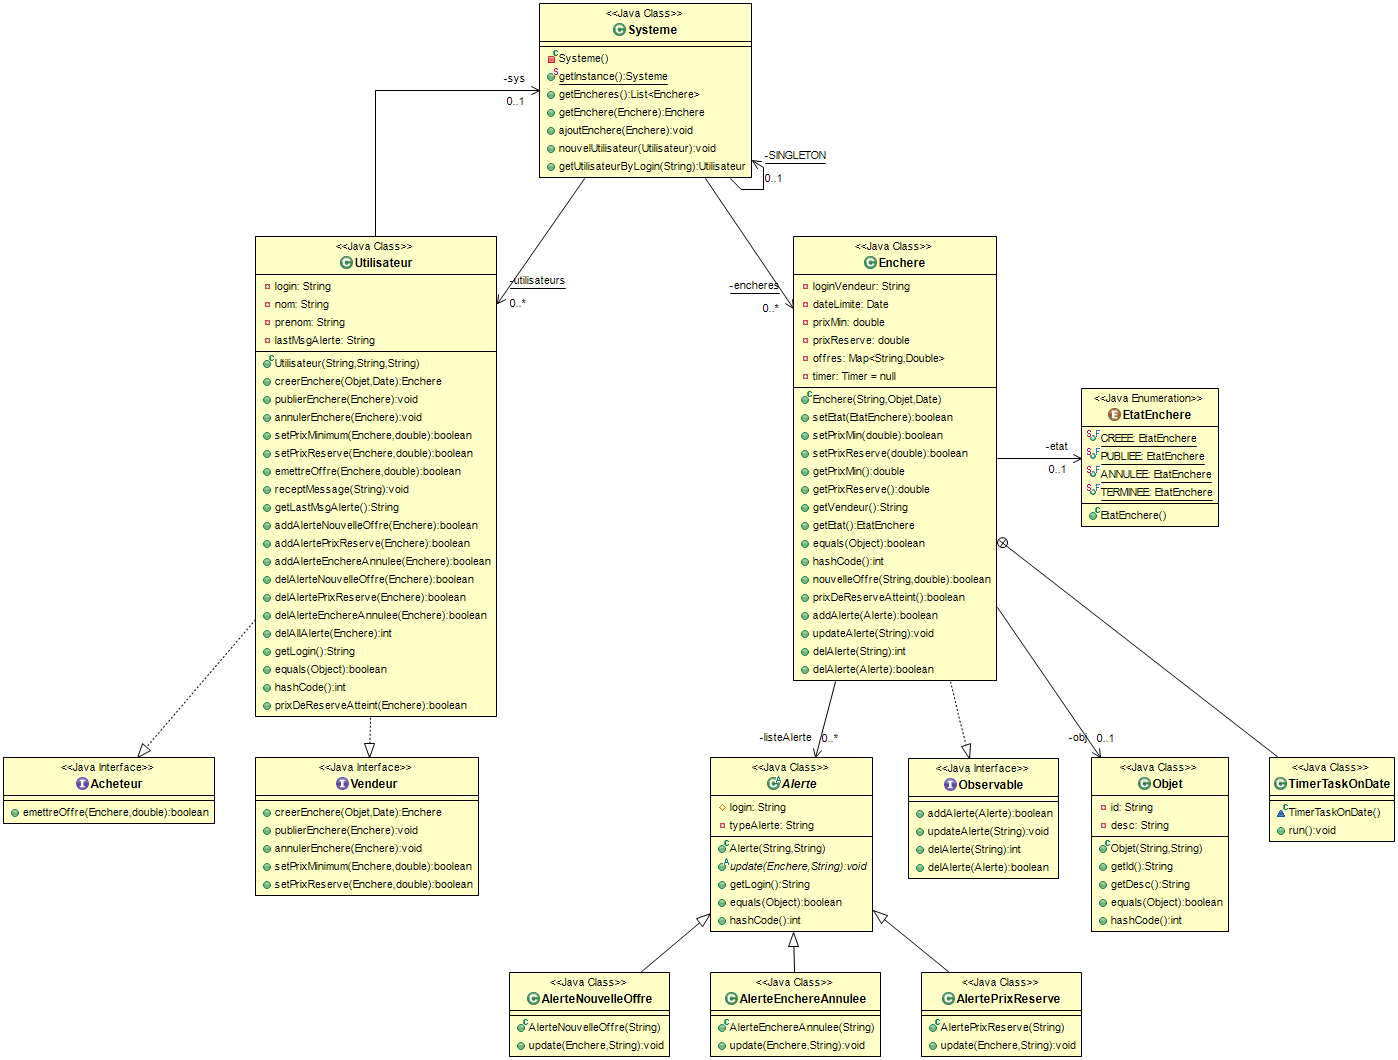 <<Java Class>>
Systeme
Systeme()
getInstance():Systeme
getEncheres():List<Enchere>
getEnchere(Enchere):Enchere
ajoutEnchere(Enchere):void
nouvelUtilisateur(Utilisateur):void
getUtilisateurByLogin(String):Utilisateur
-sys
0..1
-SINGLETON
0..1
-utilisateurs
0..*
-encheres
0..*
<<Java Class>>
Utilisateur
login: String
nom: String
prenom: String
lastMsgAlerte: String
Utilisateur(String,String,String)
creerEnchere(Objet,Date):Enchere
publierEnchere(Enchere):void
annulerEnchere(Enchere):void
setPrixMinimum(Enchere,double):boolean
setPrixReserve(Enchere,double):boolean
emettreOffre(Enchere,double):boolean
receptMessage(String):void
getLastMsgAlerte():String
addAlerteNouvelleOffre(Enchere):boolean
addAlertePrixReserve(Enchere):boolean
addAlerteEnchereAnnulee(Enchere):boolean
delAlerteNouvelleOffre(Enchere):boolean
delAlertePrixReserve(Enchere):boolean
delAlerteEnchereAnnulee(Enchere):boolean
delAllAlerte(Enchere):int
getLogin():String
equals(Object):boolean
hashCode():int
prixDeReserveAtteint(Enchere):boolean
<<Java Class>>
Enchere
loginVendeur: String
dateLimite: Date
prixMin: double
prixReserve: double
offres: Map<String,Double>
timer: Timer = null
Enchere(String,Objet,Date)
setEtat(EtatEnchere):boolean
setPrixMin(double):boolean
setPrixReserve(double):boolean
getPrixMin():double
getPrixReserve():double
getVendeur():String
getEtat():EtatEnchere
equals(Object):boolean
hashCode():int
nouvelleOffre(String,double):boolean
prixDeReserveAtteint():boolean
addAlerte(Alerte):boolean
updateAlerte(String):void
delAlerte(String):int
delAlerte(Alerte):boolean
-etat
0..1
<<Java Enumeration>>
EtatEnchere
CREEE: EtatEnchere
PUBLIEE: EtatEnchere
ANNULEE: EtatEnchere
TERMINEE: EtatEnchere
EtatEnchere()
-listeAlerte
0..*
-obj
0..1
<<Java Interface>>
Acheteur
emettreOffre(Enchere,double):boolean
<<Java Interface>>
Vendeur
creerEnchere(Objet,Date):Enchere
publierEnchere(Enchere):void
annulerEnchere(Enchere):void
setPrixMinimum(Enchere,double):boolean
setPrixReserve(Enchere,double):boolean
<<Java Class>>
Alerte
login: String
typeAlerte: String
Alerte(String,String)
update(Enchere,String):void
getLogin():String
equals(Object):boolean
hashCode():int
<<Java Interface>>
Observable
addAlerte(Alerte):boolean
updateAlerte(String):void
delAlerte(String):int
delAlerte(Alerte):boolean
<<Java Class>>
Objet
id: String
desc: String
Objet(String,String)
getId():String
getDesc():String
equals(Object):boolean
hashCode():int
<<Java Class>>
TimerTaskOnDate
TimerTaskOnDate()
run():void
<<Java Class>>
AlerteNouvelleOffre
AlerteNouvelleOffre(String)
update(Enchere,String):void
<<Java Class>>
AlerteEnchereAnnulee
AlerteEnchereAnnulee(String)
update(Enchere,String):void
<<Java Class>>
AlertePrixReserve
AlertePrixReserve(String)
update(Enchere,String):void